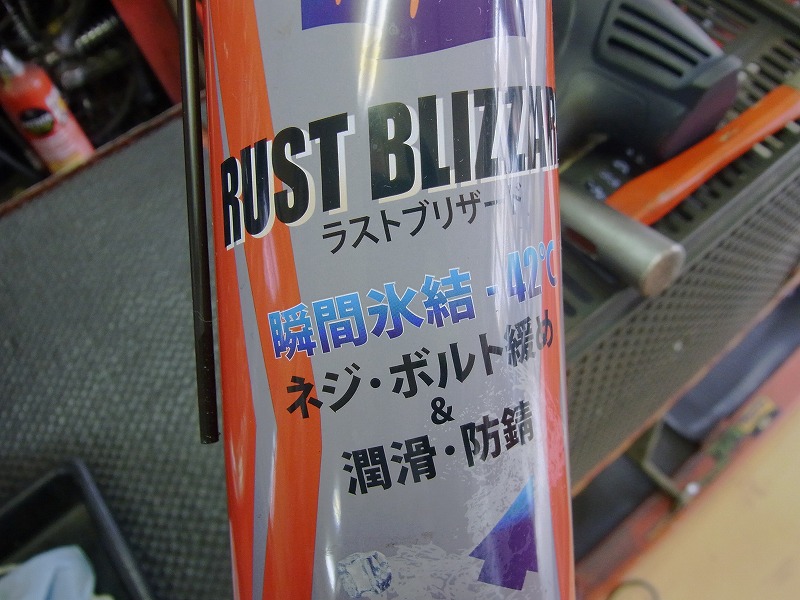 RUST BLIZZAR
ラストブリザード
瞬間氷結 - 42℃
ネジ・ボルト緩め
&
潤滑・防錆